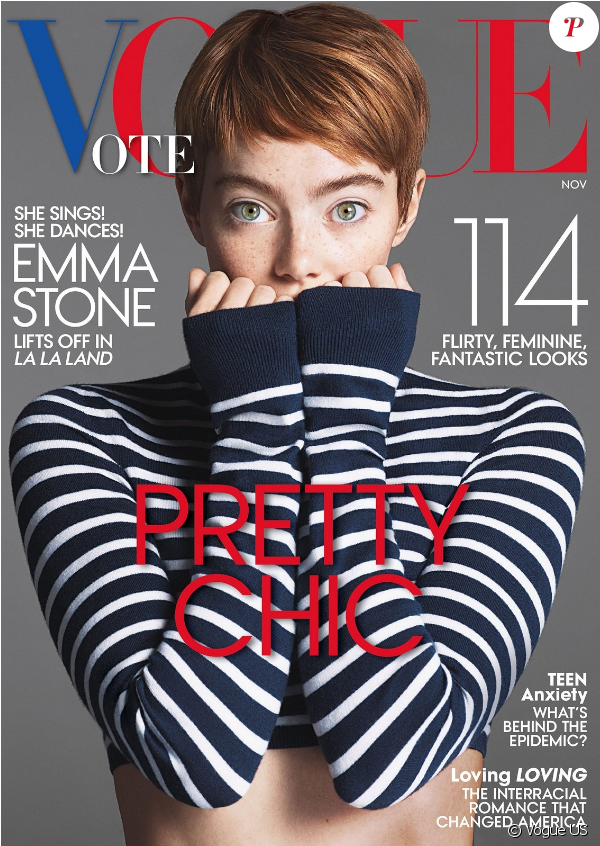 VOGUE
VOTE
P
NOV
SHE SINGS!
SHE DANCES!
EMMA
STONE
LIFTS OFF IN
LA LA LAND
114
FLIRTY, FEMININE,
FANTASTIC LOOKS
PRETTY
CHIC
TEEN
Anxiety
WHAT'S
BEHIND THE
EPIDEMIC?
Loving LOVING
THE INTERRACIAL
ROMANCE THAT
CHANGED AMERICA
© Vogue US